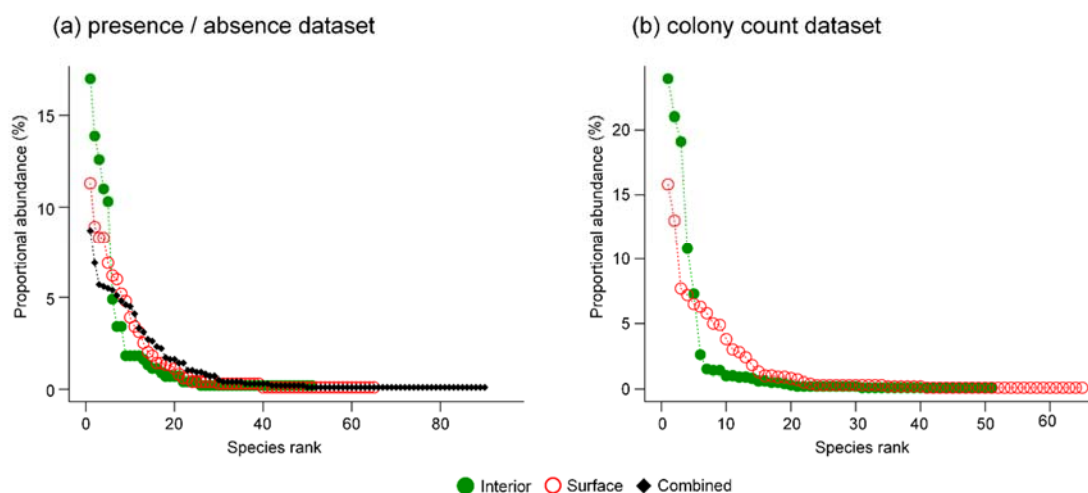 (a) presence / absence dataset
(b) colony count dataset
Proportional abundance (%)
15
10
5
0
0 20 40 60 80
Species rank
Proportional abundance (%)
20
15
10
5
0
0 10 20 30 40 50 60
Species rank
Interior Surface Combined